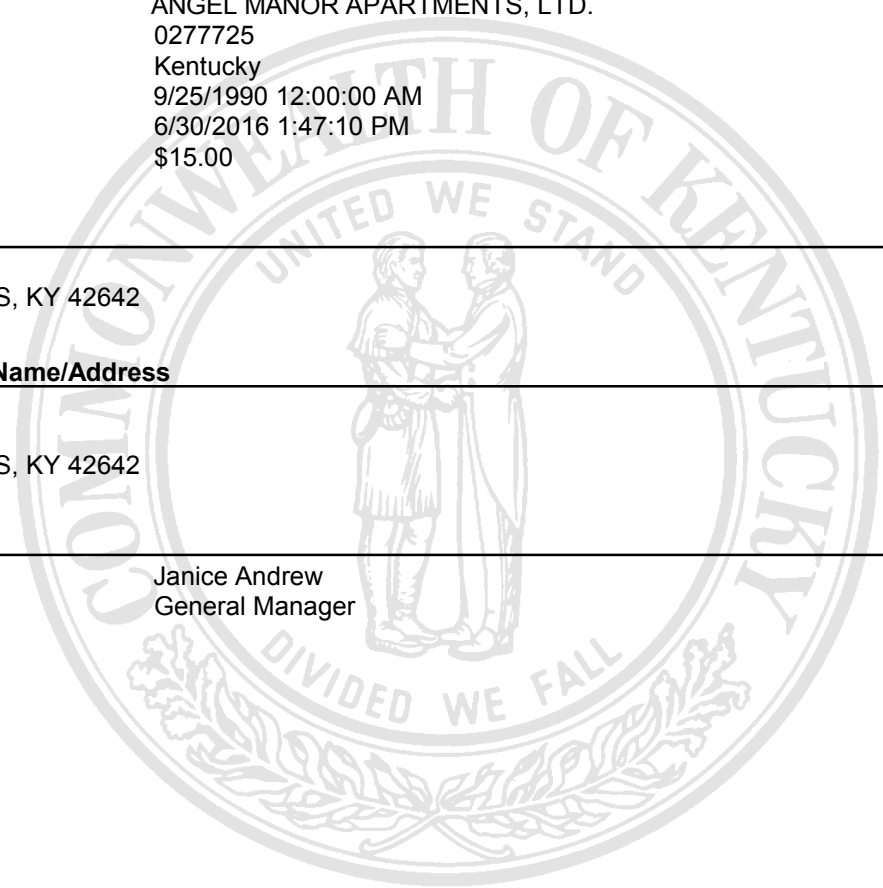 ANGEL MANOR APARTMENTS, LTD.
0277725
Kentucky
9/25/1990 12:00:00 AM
6/30/2016 1:47:10 PM
$15.00
COMMONWEALTH OF KENTUCKY
UNITED WE STAND
S, KY 42642
Name/Address
S, KY 42642
Janice Andrew
General Manager
DIVIDED WE FALL